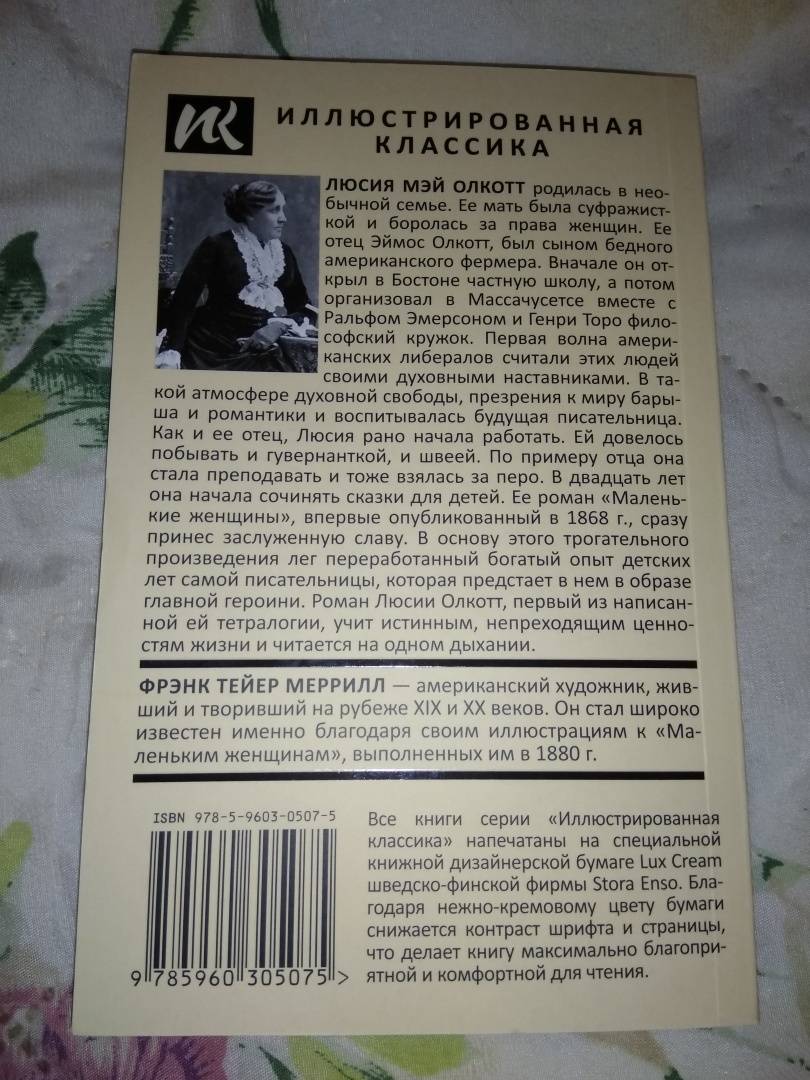 ИК
ИЛЛЮСТРИРОВАННАЯ
КЛАССИКА
ЛЮСИЯ МЭЙ ОЛКОТТ родилась в нео-
бычной семье. Ее мать была суфражист-
кой и боролась за права женщин. Ее
отец Эймос Олкотт, был сыном бедного
американского фермера. Вначале он от-
крыл в Бостоне частную школу, а потом
организовал в Массачусетсе вместе с
Ральфом Эмерсоном и Генри Торо фило-
софский кружок. Первая волна амери-
канских либералов считали этих людей
своими духовными наставниками. В та-
кой атмосфере духовной свободы, презрения к миру бары-
ша и романтики и воспитывалась будущая писательница.
Как и ее отец, Люсия рано начала работать. Ей довелось
побывать и гувернанткой, и швеей. По примеру отца она
стала преподавать и тоже взялась за перо. В двадцать лет
она начала сочинять сказки для детей. Ее роман «Малень-
кие женщины», впервые опубликованный в 1868 г., сразу
принес заслуженную славу. В основу этого трогательного
произведения лег переработанный богатый опыт детских
лет самой писательницы, которая предстает в нем в образе
главной героини. Роман Люсии Олкотт, первый из написан-
ной ей тетралогии, учит истинным, непреходящим ценно-
стям жизни и читается на одном дыхании.
ФРЭНК ТЕЙЕР МЕРРИЛЛ — американский художник, жив-
ший и творивший на рубеже XIX и XX веков. Он стал широко
известен именно благодаря своим иллюстрациям к «Ма-
леньким женщинам», выполненных им в 1880 г.
ISBN 978-5-9603-0507-5
9 785960 305075 >
Все книги серии «Иллюстрированная
классика» напечатаны на специальной
книжной дизайнерской бумаге Lux Cream
шведско-финской фирмы Stora Enso. Бла-
годаря нежно-кремовому цвету бумаги
снижается контраст шрифта и страницы,
что делает книгу максимально благопри-
ятной и комфортной для чтения.